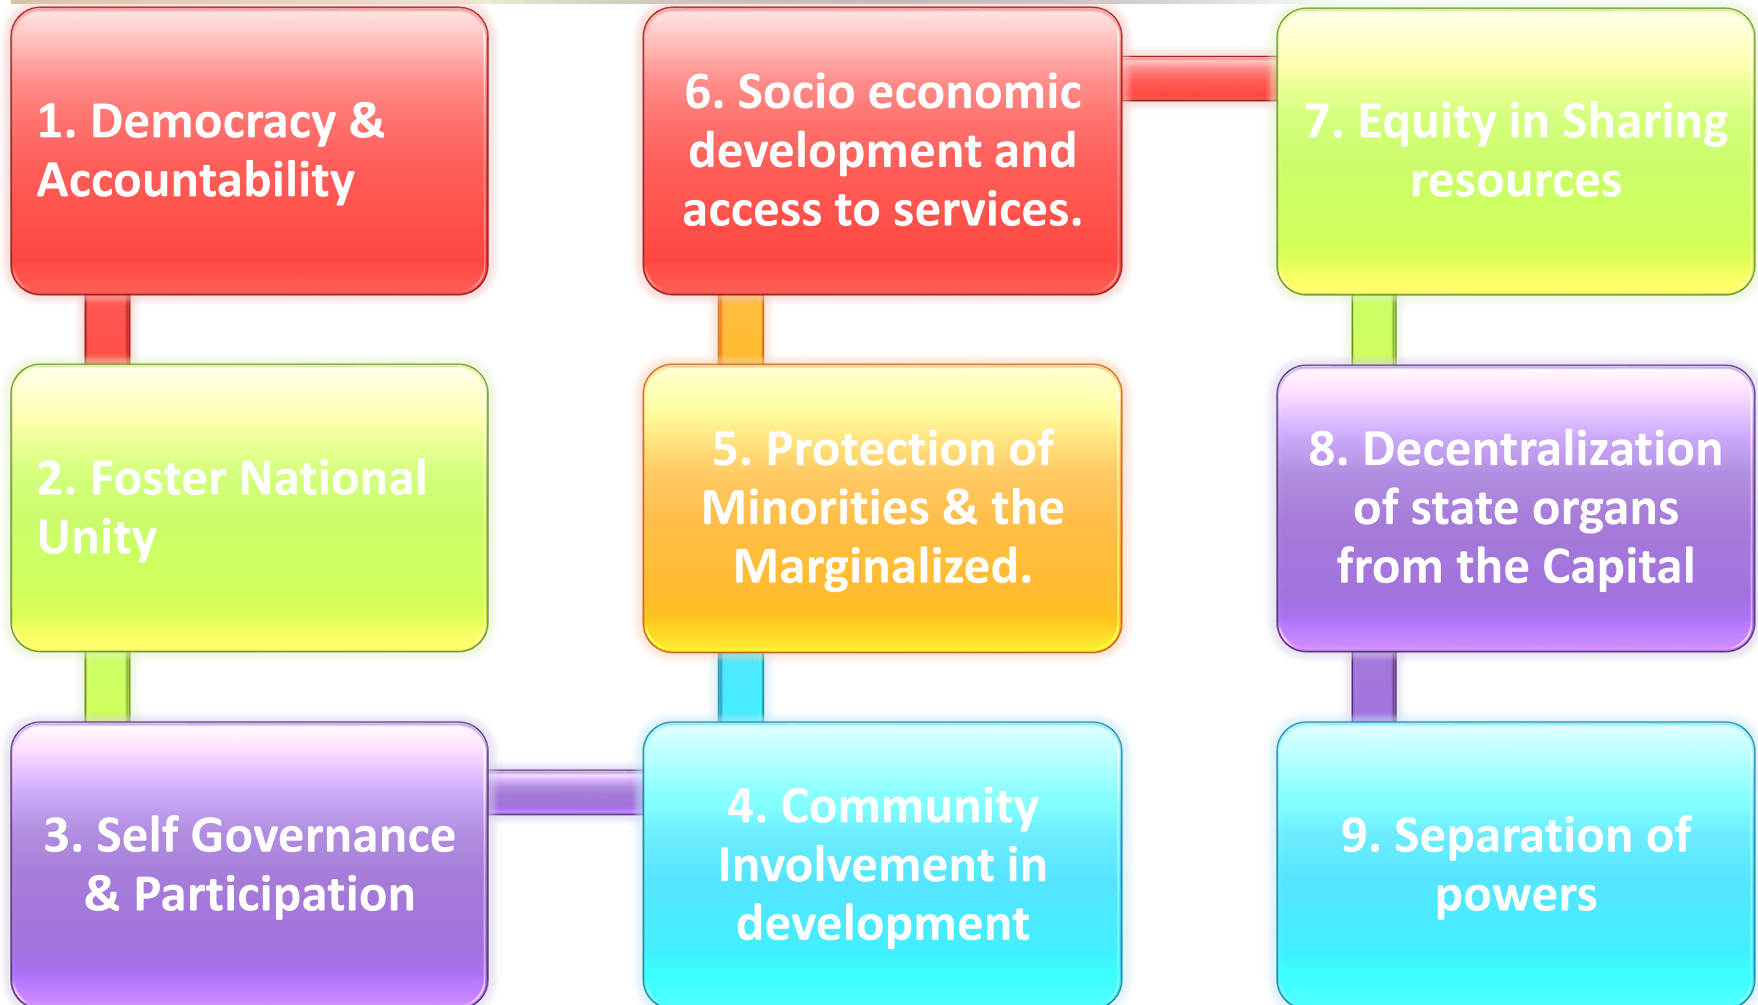 1. Democracy &
Accountability
2. Foster National
Unity
3. Self Governance
& Participation
4. Community
Involvement in
development
5. Protection of
Minorities & the
Marginalized.
6. Socio economic
development and
access to services.
7. Equity in Sharing
resources
8. Decentralization
of state organs
from the Capital
9. Separation of
powers